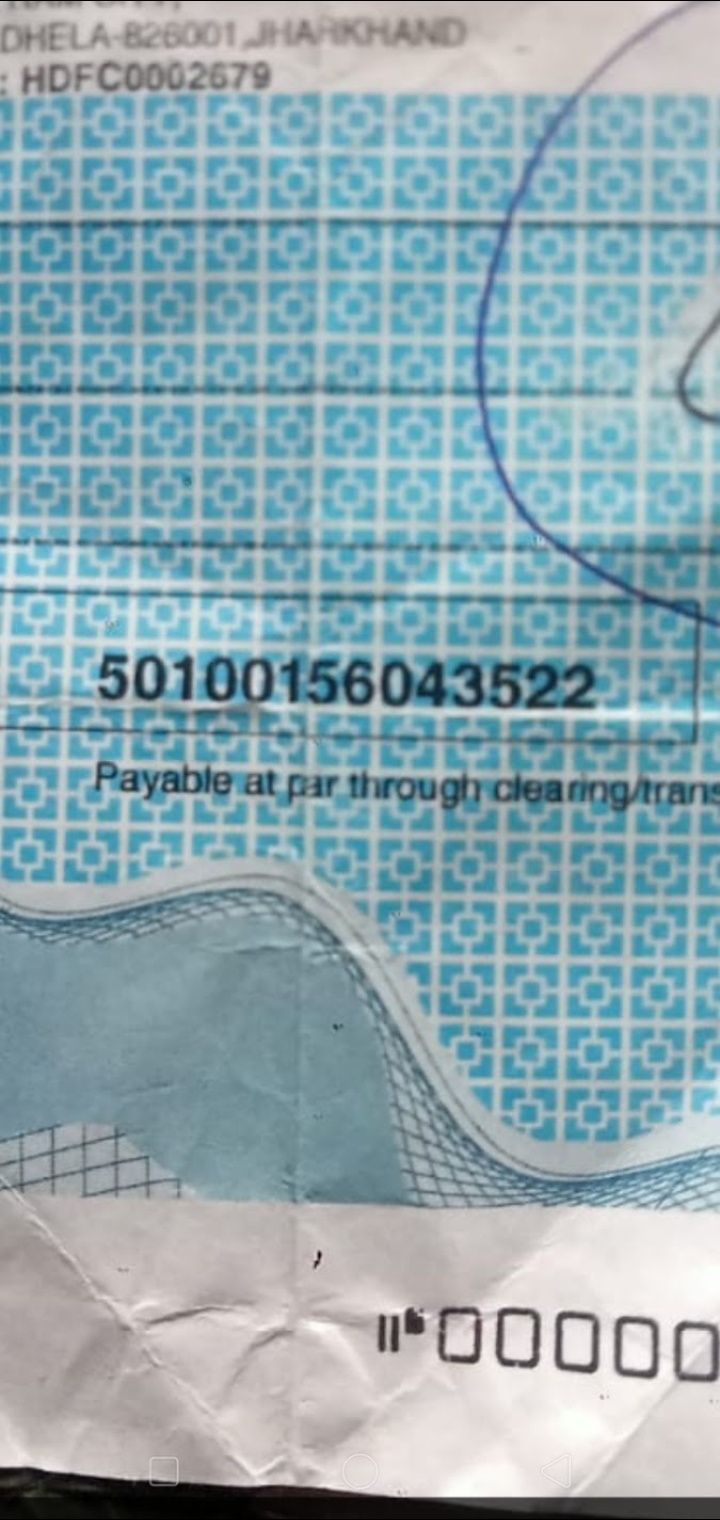 DHELA-826001,JHARKHAND
: HDFC0002679
50100156043522
Payable at par through clearing/trans
00000